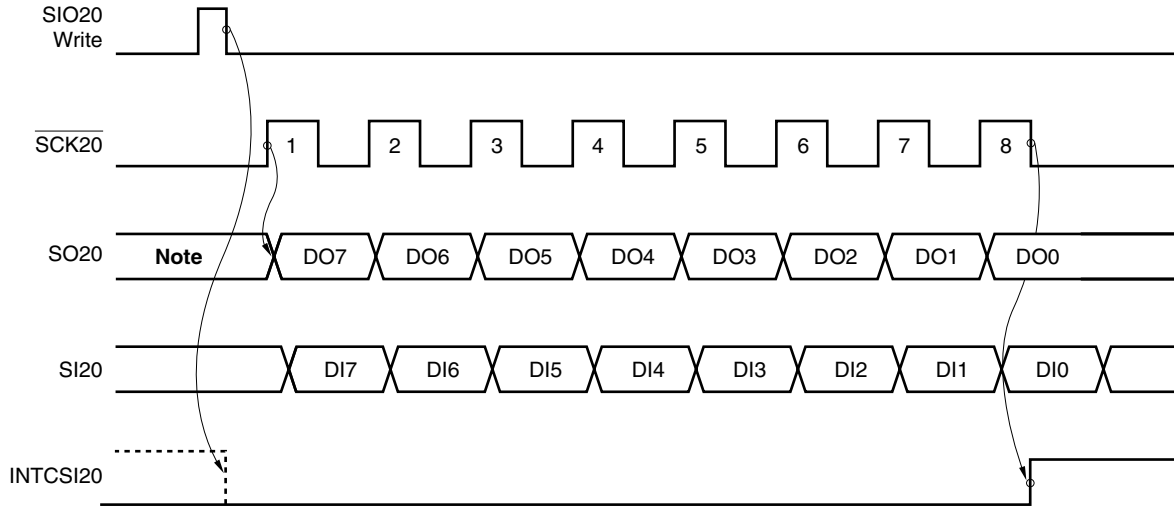 SIO20
Write
SCK20
1 2 3 4 5 6 7 8
SO20 Note DO7 DO6 DO5 DO4 DO3 DO2 DO1 DO0
SI20 DI7 DI6 DI5 DI4 DI3 DI2 DI1 DI0
INTCSI20